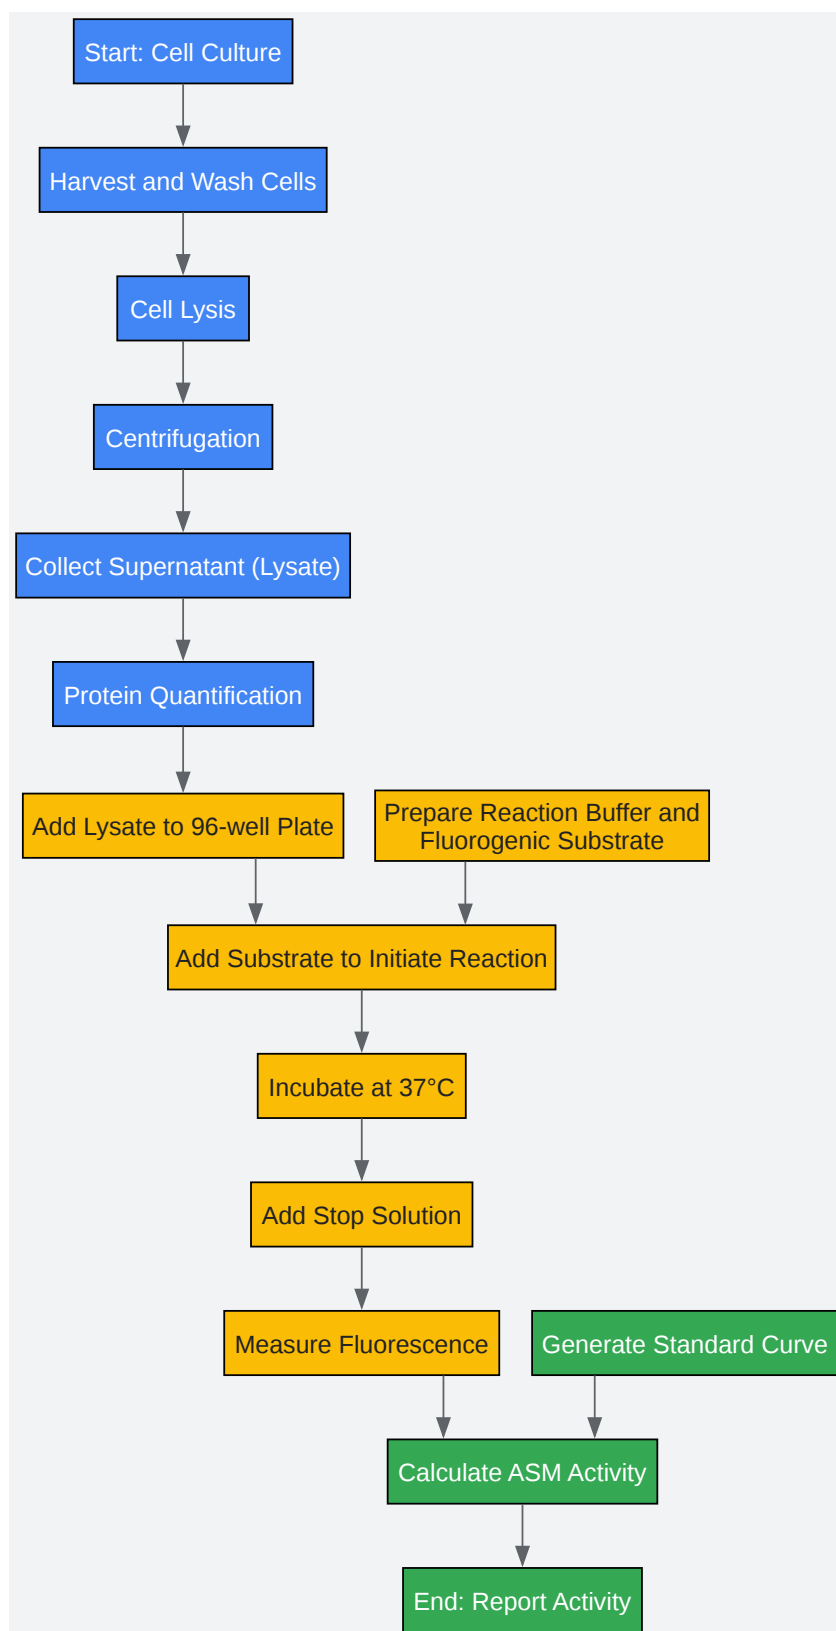 Start: Cell Culture
Harvest and Wash Cells
Cell Lysis
Centrifugation
Collect Supernatant (Lysate)
Protein Quantification
Add Lysate to 96-well Plate
Prepare Reaction Buffer and
Fluorogenic Substrate
Add Substrate to Initiate Reaction
Incubate at 37°C
Add Stop Solution
Measure Fluorescence
Generate Standard Curve
Calculate ASM Activity
End: Report Activity